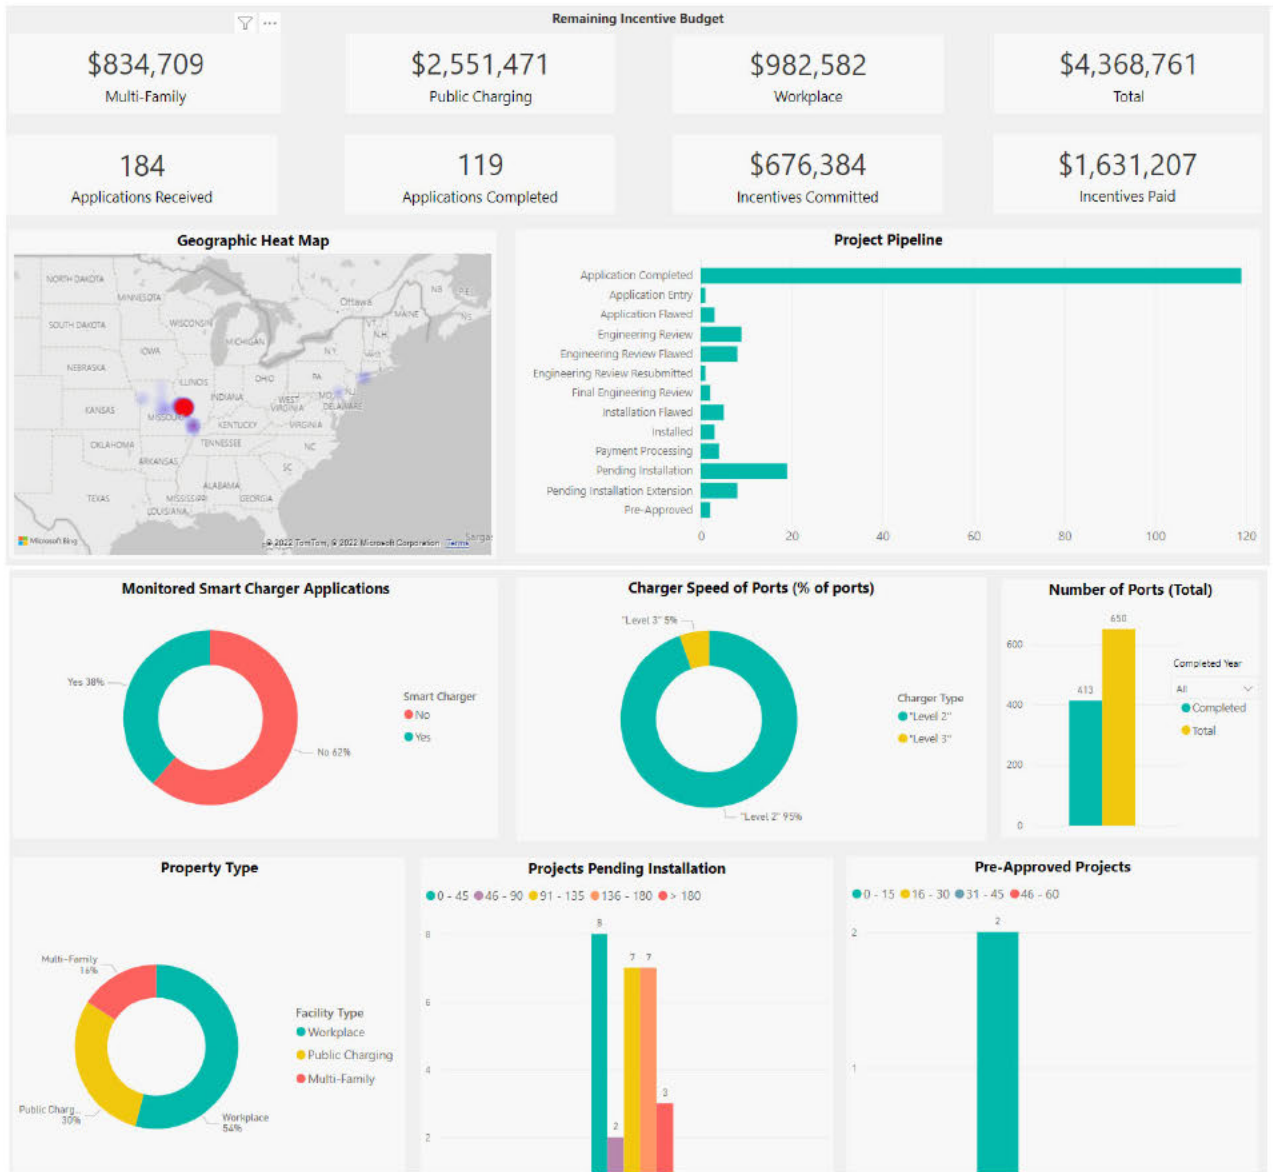 Remaining Incentive Budget
$834,709
Multi-Family
$2,551,471
Public Charging
$982,582
Workplace
$4,368,761
Total
184
Applications Received
119
Applications Completed
$676,384
Incentives Committed
$1,631,207
Incentives Paid
Geographic Heat Map
NORTH DAKOTA
MINNESOTA
SOUTH DAKOTA
WISCONSIN
MICHIGAN
Ottawa
NB
MAINE
NS
VT
N.H.
IOWA
NEBRASKA
N.Y.
ILLINOIS
OHIO
PA
KANSAS
INDIANA
WEST
VIRGINIA
DELAWARE
KENTUCKY
VIRGINIA
OKLAHOMA
TENNESSEE
NC
ARKANSAS
SC
ALABAMA
TEXAS
MISSISSIPPI
GEORGIA
LOUISIANA
Microsoft Bing
© 2022 TomTom, © 2022 Microsoft Corporation Terms
Project Pipeline
Application Completed
Application Entry
Application Flawed
Engineering Review
Engineering Review Flawed
Engineering Review Resubmitted
Final Engineering Review
Installation Flawed
Installed
Payment Processing
Pending Installation
Pending Installation Extension
Pre-Approved
0 20 40 60 80 100 120
Monitored Smart Charger Applications
Yes 38%
No 62%
Smart Charger
No
Yes
Charger Speed of Ports (% of ports)
"Level 3" 5%
"Level 2" 95%
Charger Type
"Level 2"
"Level 3"
Number of Ports (Total)
650
600
413
400
200
0
Completed Year
All
Completed
Total
Property Type
Multi-Family
16%
Public Charg...
30%
Workplace
54%
Facility Type
Workplace
Public Charging
Multi-Family
Projects Pending Installation
0 - 45 46 - 90 91 - 135 136 - 180 > 180
8
8
7 7
6
4
3
2
2
Pre-Approved Projects
0 - 15 16 - 30 31 - 45 46 - 60
2
2
1